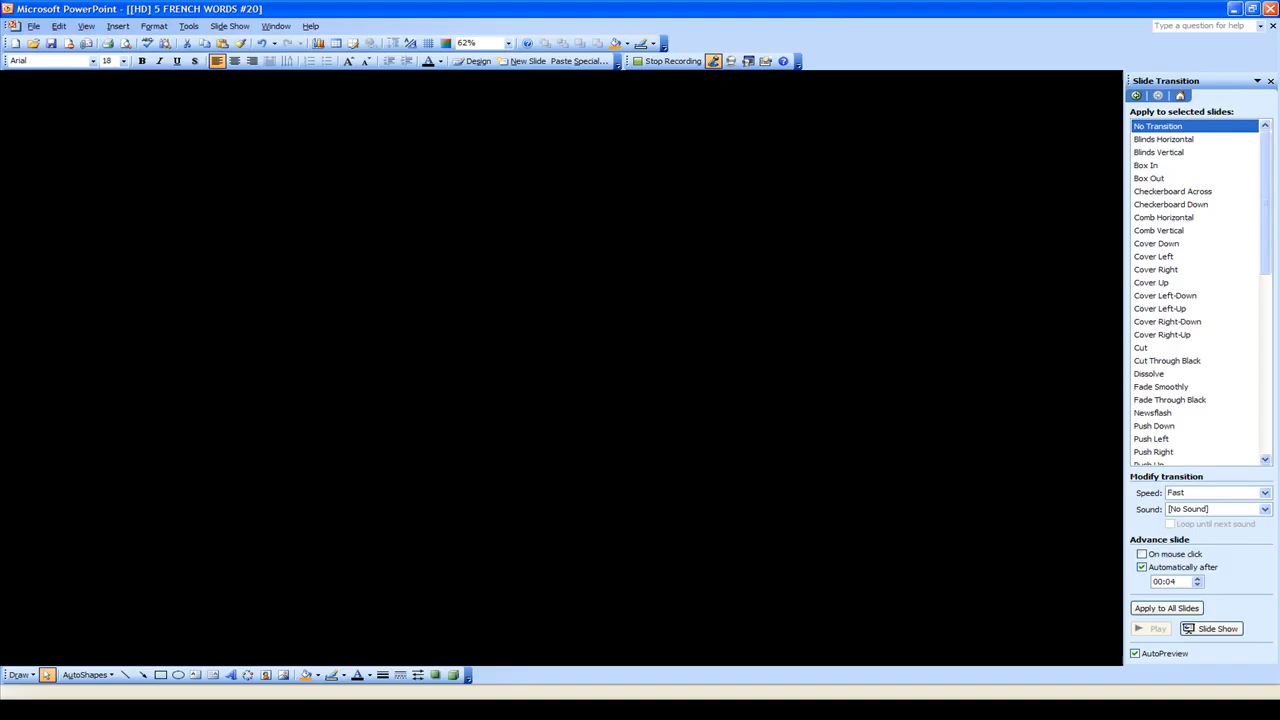 Microsoft PowerPoint - [[HD] 5 FRENCH WORDS #20]
File Edit View Insert Format Tools Slide Show Window Help
Type a question for help
62%
Arial 18 B I U S A Design New Slide Paste Special... Stop Recording
Slide Transition
Apply to selected slides:
No Transition
Blinds Horizontal
Blinds Vertical
Box In
Box Out
Checkerboard Across
Checkerboard Down
Comb Horizontal
Comb Vertical
Cover Down
Cover Left
Cover Right
Cover Up
Cover Left-Down
Cover Left-Up
Cover Right-Down
Cover Right-Up
Cut
Cut Through Black
Dissolve
Fade Smoothly
Fade Through Black
Newsflash
Push Down
Push Left
Push Right
Push Up
Modify transition
Speed: Fast
Sound: [No Sound]
Loop until next sound
Advance slide
On mouse click
Automatically after
00:04
Apply to All Slides
Play Slide Show
AutoPreview
Draw AutoShapes